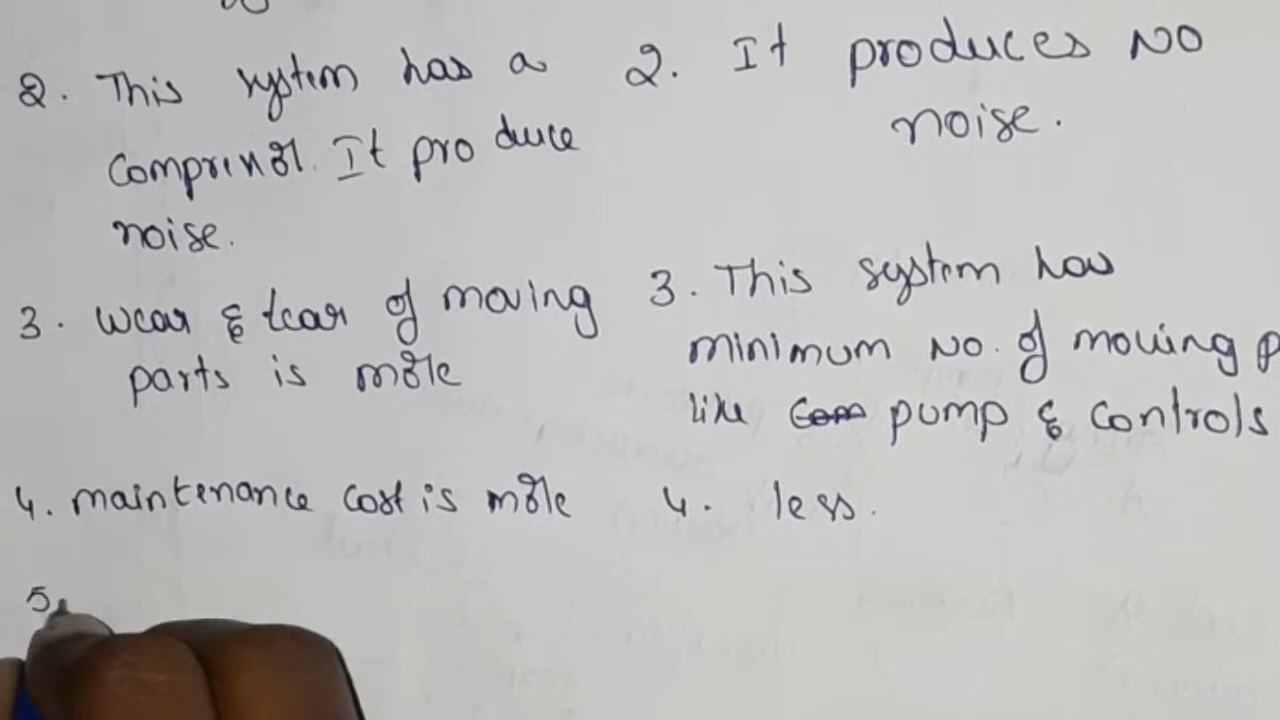 2. This system has a
compressor. It produce
noise.
3. wear & tear of moving
parts is more
4. maintenance cost is more
5.
2. It produces No
noise.
3. This system has
minimum No. of moving p
like Com pump & controls
4. less.